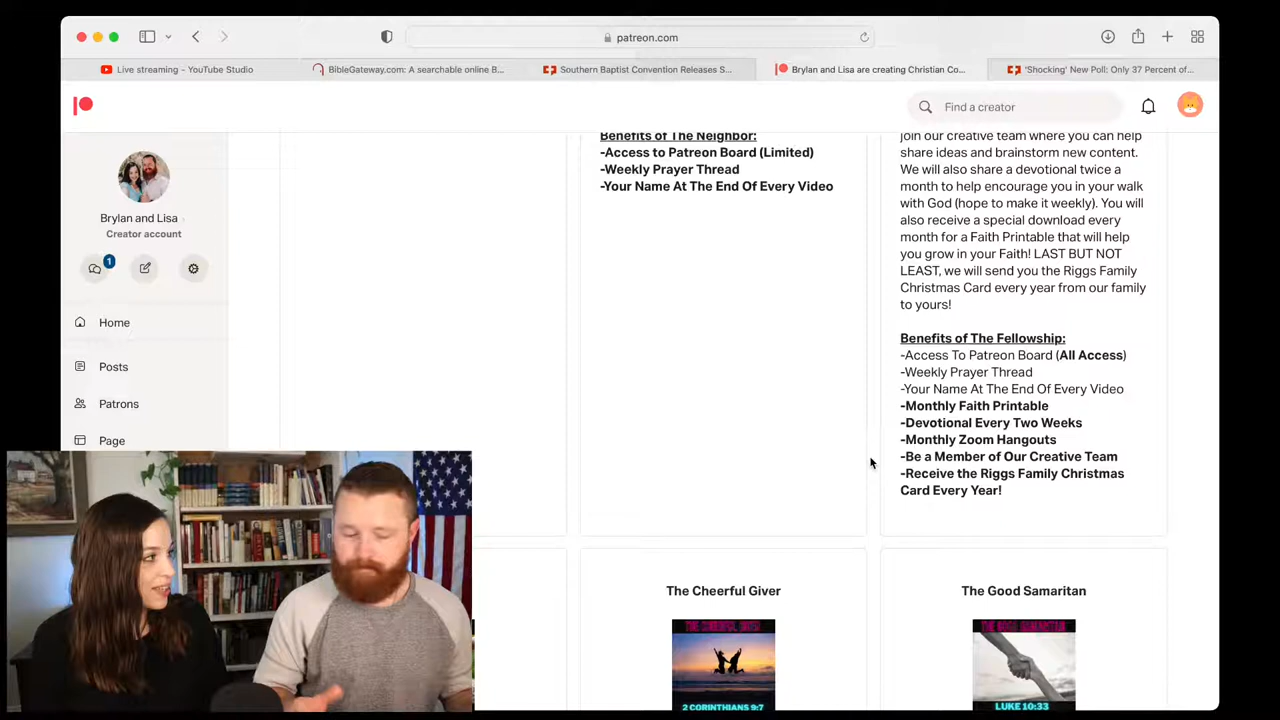 patreon.com
Live streaming – YouTube Studio
BibleGateway.com: A searchable online B...
Southern Baptist Convention Releases S...
Brylan and Lisa are creating Christian Co...
'Shocking' New Poll: Only 37 Percent of...
Find a creator
Brylan and Lisa
Creator account
1
Home
Posts
Patrons
Page
Benefits of The Neighbor:
-Access to Patreon Board (Limited)
-Weekly Prayer Thread
-Your Name At The End Of Every Video
join our creative team where you can help
share ideas and brainstorm new content.
We will also share a devotional twice a
month to help encourage you in your walk
with God (hope to make it weekly). You will
also receive a special download every
month for a Faith Printable that will help
you grow in your Faith! LAST BUT NOT
LEAST, we will send you the Riggs Family
Christmas Card every year from our family
to yours!
Benefits of The Fellowship:
-Access To Patreon Board (All Access)
-Weekly Prayer Thread
-Your Name At The End Of Every Video
-Monthly Faith Printable
-Devotional Every Two Weeks
-Monthly Zoom Hangouts
-Be a Member of Our Creative Team
-Receive the Riggs Family Christmas
Card Every Year!
The Cheerful Giver
THE CHEERFUL GIVER
2 CORINTHIANS 9:7
The Good Samaritan
THE GOOD SAMARITAN
LUKE 10:33